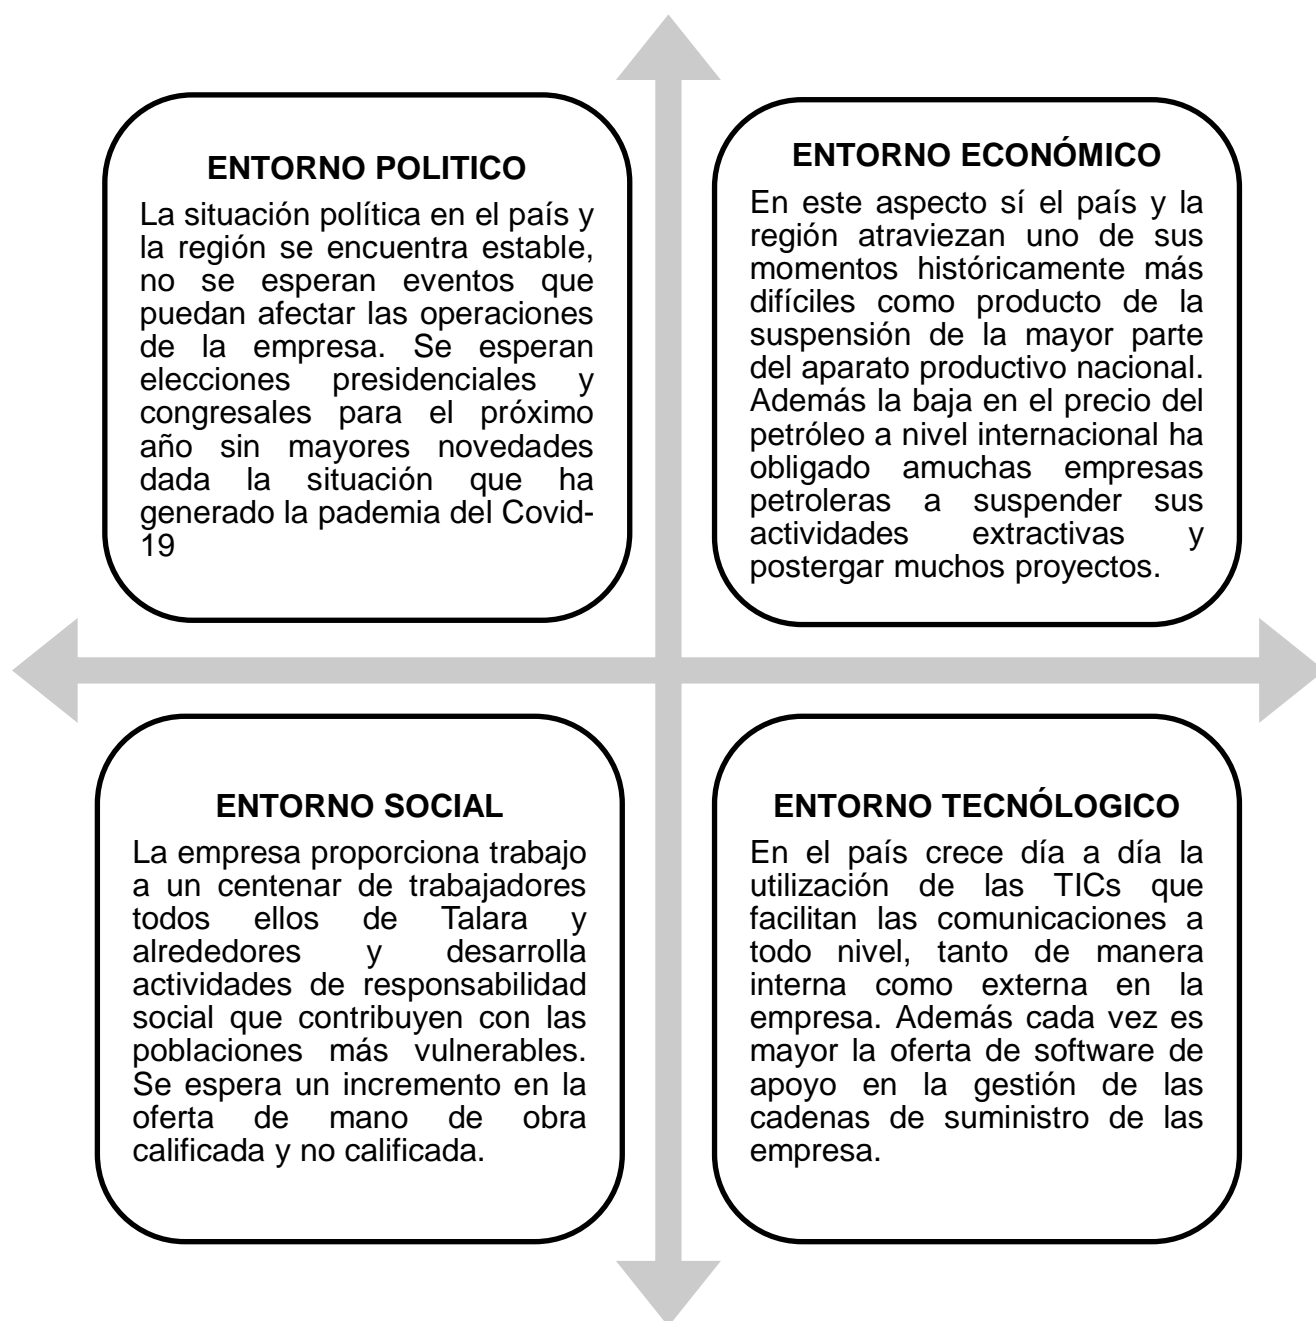 ENTORNO POLITICO
La situación política en el país y
la región se encuentra estable,
no se esperan eventos que
puedan afectar las operaciones
de la empresa. Se esperan
elecciones presidenciales y
congresales para el próximo
año sin mayores novedades
dada la situación que ha
generado la pademia del Covid-
19
ENTORNO ECONÓMICO
En este aspecto sí el país y la
región atraviezan uno de sus
momentos históricamente más
difíciles como producto de la
suspensión de la mayor parte
del aparato productivo nacional.
Además la baja en el precio del
petróleo a nivel internacional ha
obligado amuchas empresas
petroleras a suspender sus
actividades extractivas y
postergar muchos proyectos.
ENTORNO SOCIAL
La empresa proporciona trabajo
a un centenar de trabajadores
todos ellos de Talara y
alrededores y desarrolla
actividades de responsabilidad
social que contribuyen con las
poblaciones más vulnerables.
Se espera un incremento en la
oferta de mano de obra
calificada y no calificada.
ENTORNO TECNÓLOGICO
En el país crece día a día la
utilización de las TICs que
facilitan las comunicaciones a
todo nivel, tanto de manera
interna como externa en la
empresa. Además cada vez es
mayor la oferta de software de
apoyo en la gestión de las
cadenas de suministro de las
empresa.